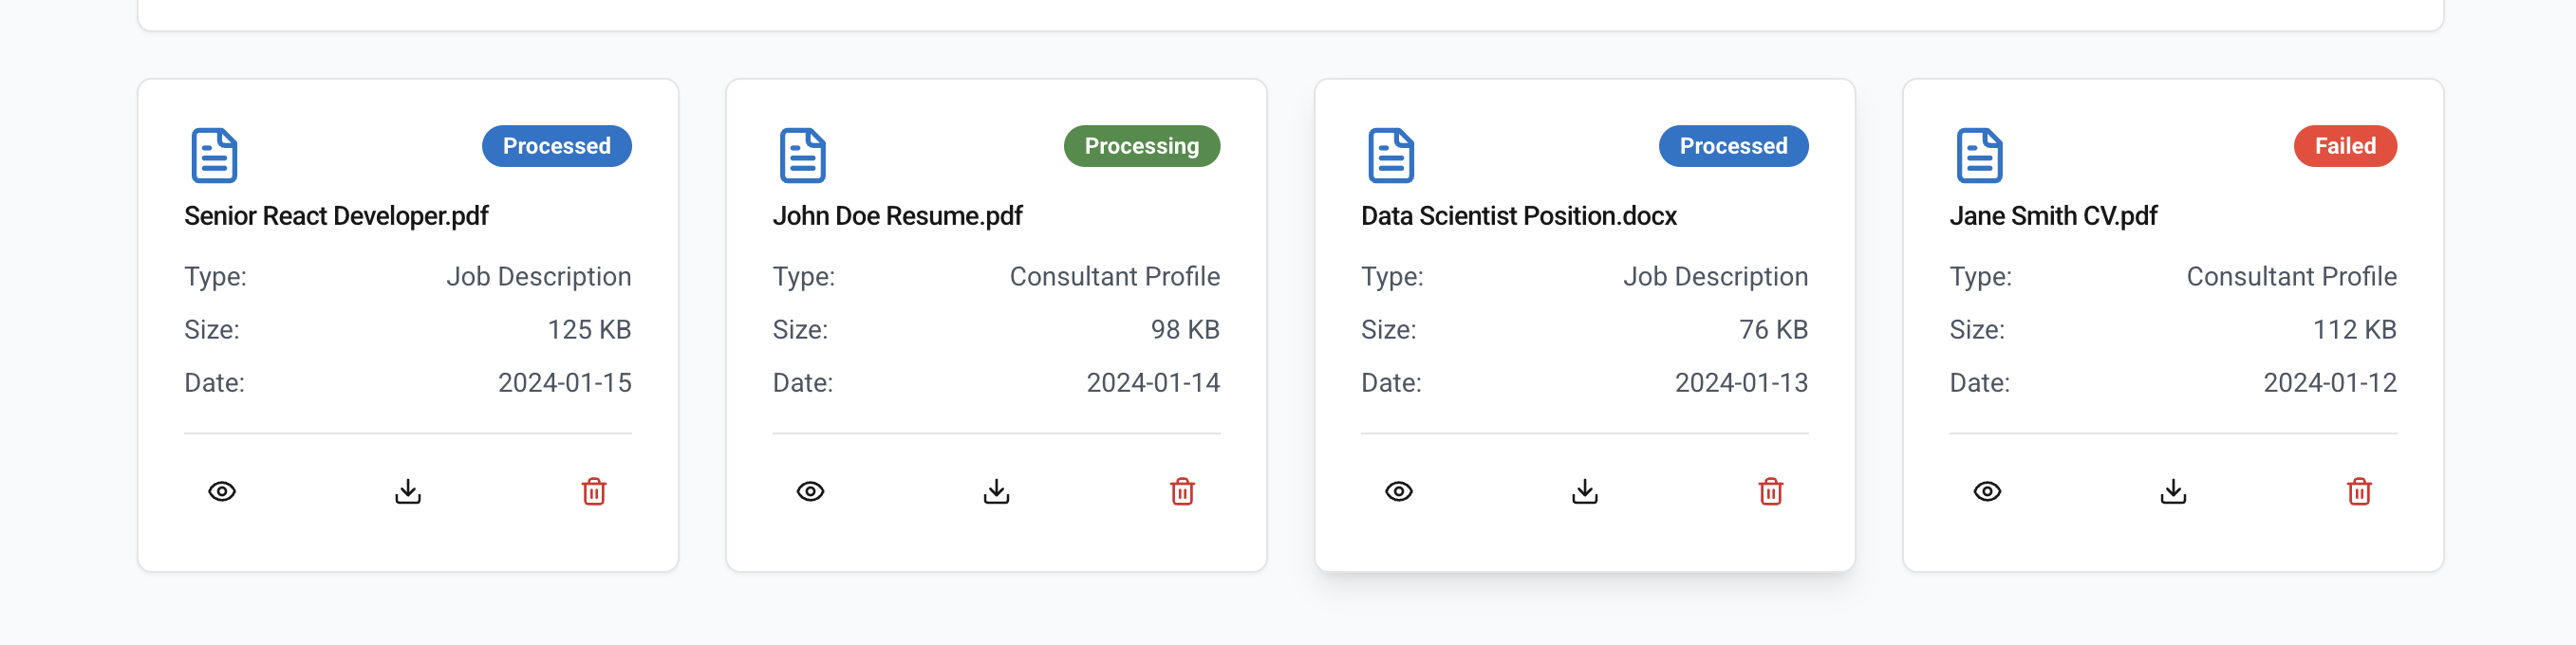 Processed
Senior React Developer.pdf
Type: Job Description
Size: 125 KB
Date: 2024-01-15
Processing
John Doe Resume.pdf
Type: Consultant Profile
Size: 98 KB
Date: 2024-01-14
Processed
Data Scientist Position.docx
Type: Job Description
Size: 76 KB
Date: 2024-01-13
Failed
Jane Smith CV.pdf
Type: Consultant Profile
Size: 112 KB
Date: 2024-01-12